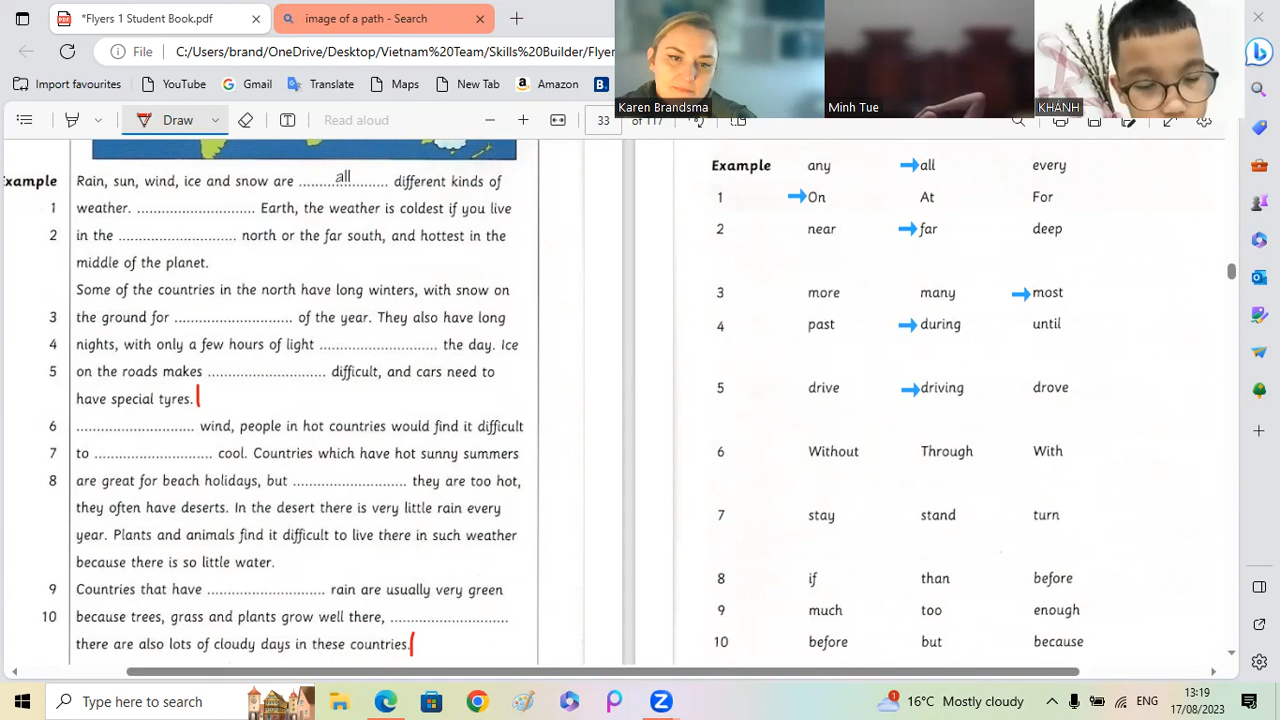 *Flyers 1 Student Book.pdf
image of a path - Search
File
C:/Users/brand/OneDrive/Desktop/Vietnam%20Team/Skills%20Builder/Flyer
Import favourites
YouTube
Gmail
Translate
Maps
Amazon
Karen Brandsma
Minh Tue
KHÁNH
Draw
Read aloud
33 of 117
Example Rain, sun, wind, ice and snow are ......all...... different kinds of
1 weather. .............................. Earth, the weather is coldest if you live
2 in the .............................. north or the far south, and hottest in the
middle of the planet.
Some of the countries in the north have long winters, with snow on
3 the ground for .............................. of the year. They also have long
4 nights, with only a few hours of light .............................. the day. Ice
5 on the roads makes .............................. difficult, and cars need to
have special tyres.
6 .............................. wind, people in hot countries would find it difficult
7 to .............................. cool. Countries which have hot sunny summers
8 are great for beach holidays, but .............................. they are too hot,
they often have deserts. In the desert there is very little rain every
year. Plants and animals find it difficult to live there in such weather
because there is so little water.
9 Countries that have .............................. rain are usually very green
10 because trees, grass and plants grow well there, ..............................
there are also lots of cloudy days in these countries.
Example any all every
1 On At For
2 near far deep
3 more many most
4 past during until
5 drive driving drove
6 Without Through With
7 stay stand turn
8 if than before
9 much too enough
10 before but because
Type here to search
1
16°C Mostly cloudy
ENG
13:19
17/08/2023